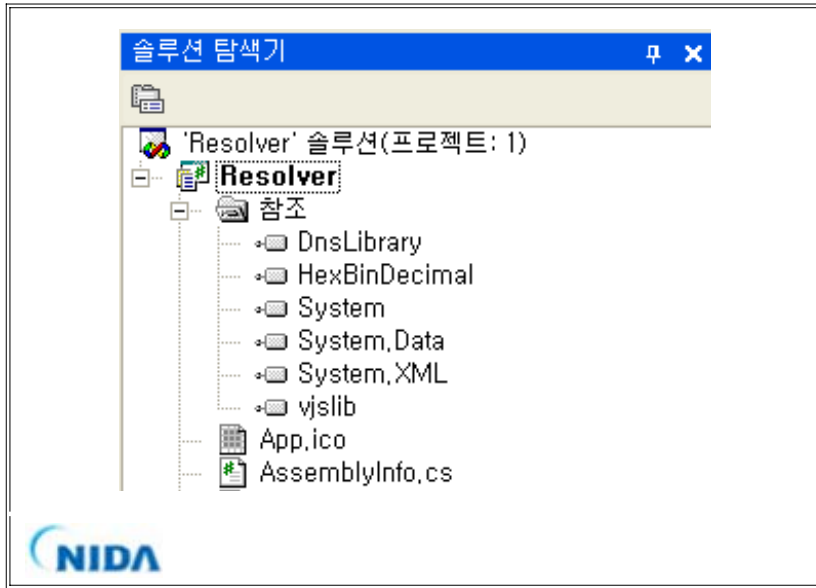 솔루션 탐색기
'Resolver' 솔루션(프로젝트: 1)
Resolver
참조
DnsLibrary
HexBinDecimal
System
System.Data
System.XML
vjslib
App.ico
AssemblyInfo.cs
NIDA